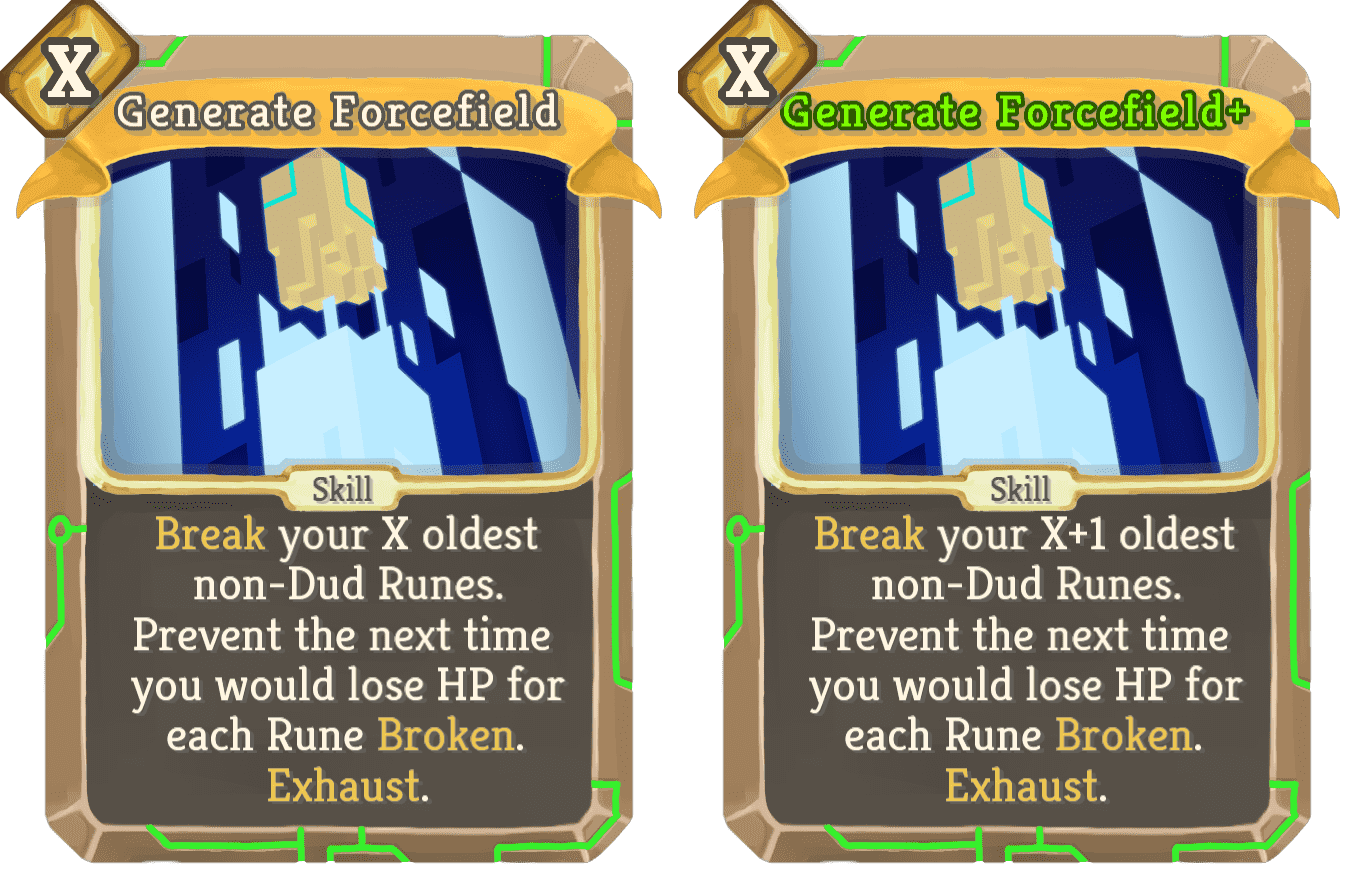 X
Generate Forcefield
Skill
Break your X oldest
non-Dud Runes.
Prevent the next time
you would lose HP for
each Rune Broken.
Exhaust.
X
Generate Forcefield+
Skill
Break your X+1 oldest
non-Dud Runes.
Prevent the next time
you would lose HP for
each Rune Broken.
Exhaust.